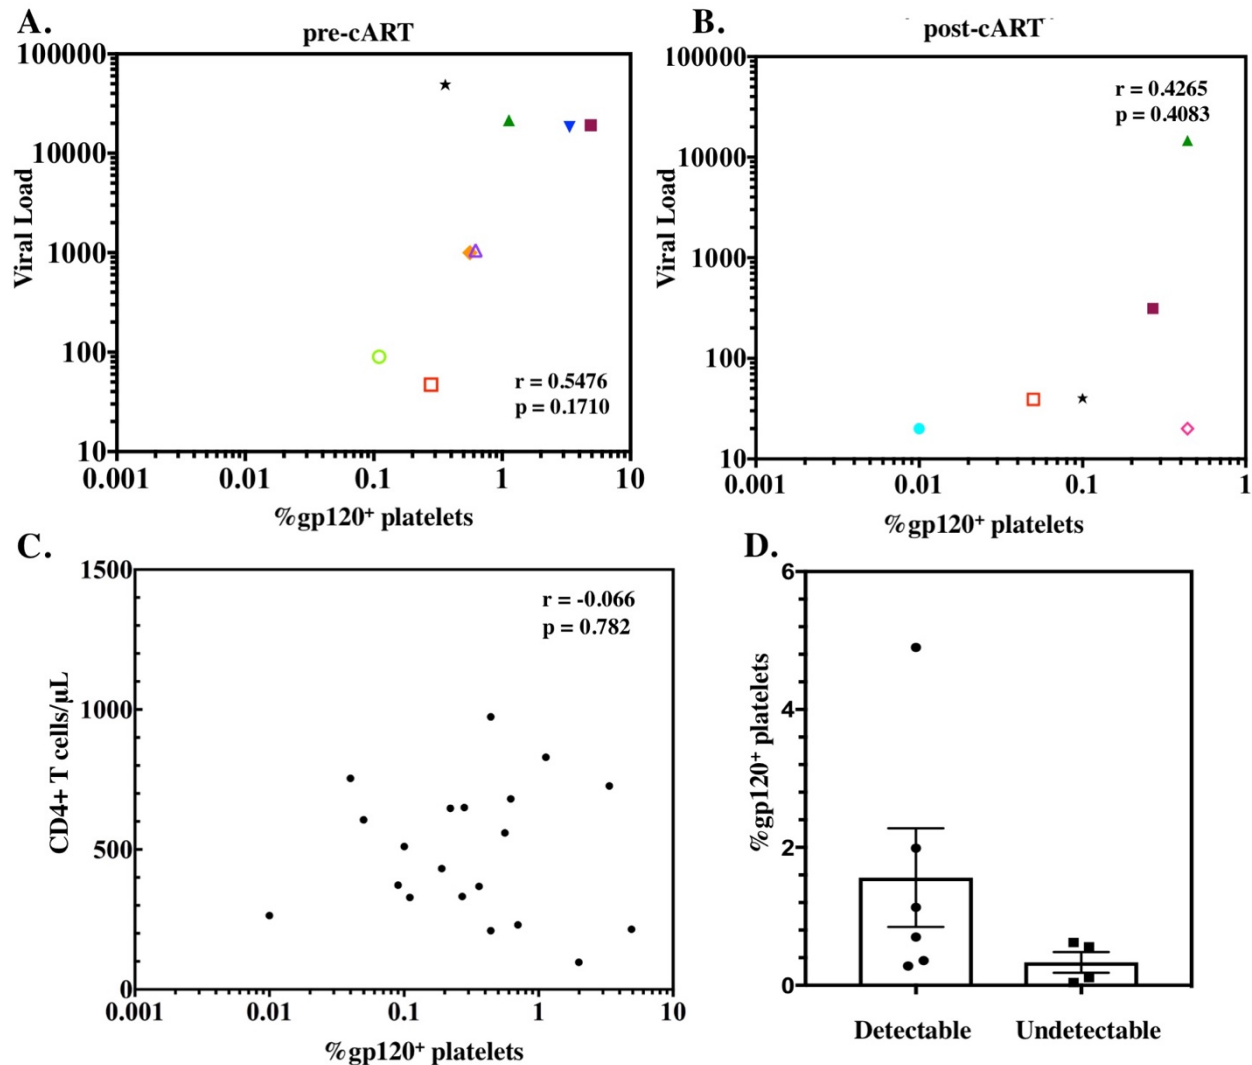 A.
pre-cART
100000
10000
1000
100
10
Viral Load
0.001
0.01
0.1
1
10
%gp120⁺ platelets
r = 0.5476
p = 0.1710
B.
post-cART
100000
10000
1000
100
10
Viral Load
0.001
0.01
0.1
1
%gp120⁺ platelets
r = 0.4265
p = 0.4083
C.
1500
1000
500
0
CD4+ T cells/µL
0.001
0.01
0.1
1
10
%gp120⁺ platelets
r = -0.066
p = 0.782
D.
6
4
2
0
%gp120⁺ platelets
Detectable
Undetectable